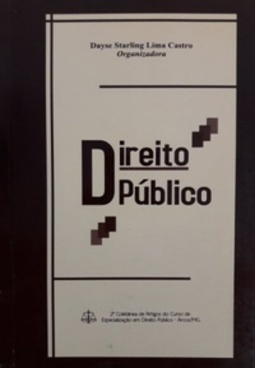 Dayse Starling Lima Castro
Organizadora
Direito
Público
2ª Coletânea de Artigos do Curso de
Especialização em Direito Público - Arcos/MG.